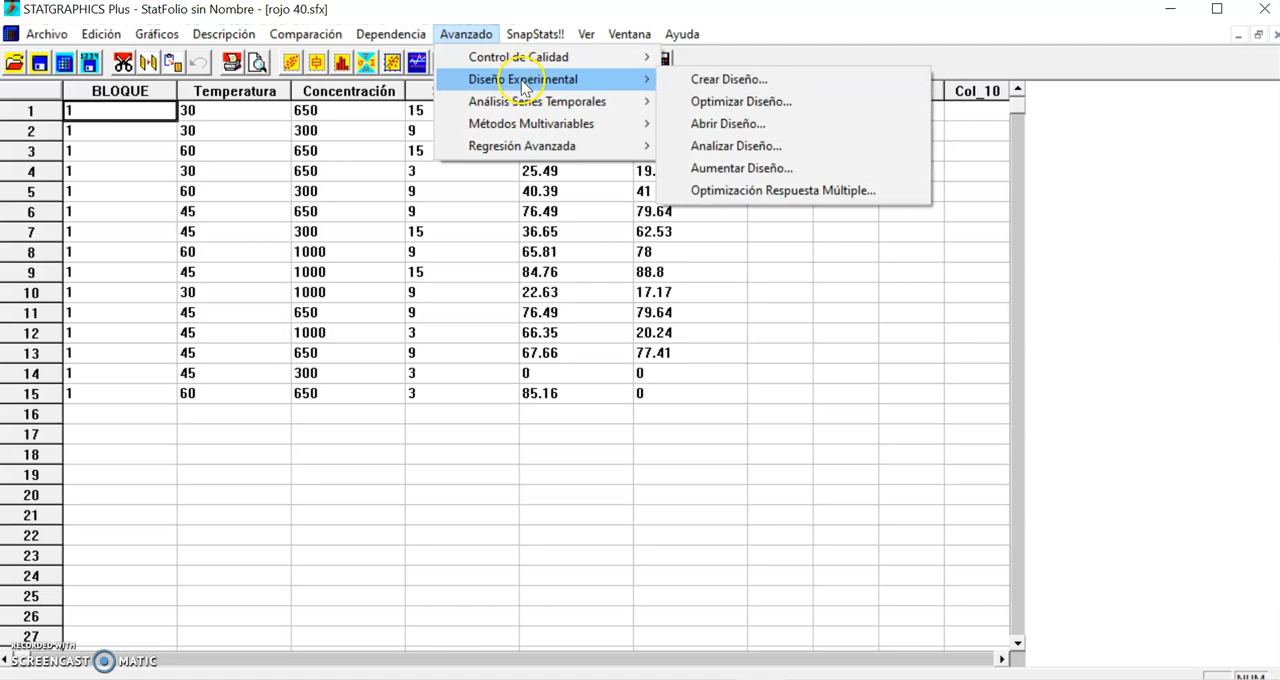 STATGRAPHICS Plus - StatFolio sin Nombre - [rojo 40.sfx]
Archivo Edición Gráficos Descripción Comparación Dependencia Avanzado SnapStats!! Ver Ventana Ayuda
Control de Calidad
Diseño Experimental
Análisis Series Temporales
Métodos Multivariables
Regresión Avanzada
Crear Diseño...
Optimizar Diseño...
Abrir Diseño...
Analizar Diseño...
Aumentar Diseño...
Optimización Respuesta Múltiple...
BLOQUE Temperatura Concentración Col_10
1 1 30 650 15
2 1 30 300 9
3 1 60 650 15
4 1 30 650 3 25.49 19.
5 1 60 300 9 40.39 41
6 1 45 650 9 76.49 79.64
7 1 45 300 15 36.65 62.53
8 1 60 1000 9 65.81 78
9 1 45 1000 15 84.76 88.8
10 1 30 1000 9 22.63 17.17
11 1 45 650 9 76.49 79.64
12 1 45 1000 3 66.35 20.24
13 1 45 650 9 67.66 77.41
14 1 45 300 3 0 0
15 1 60 650 3 85.16 0
16
17
18
19
20
21
22
23
24
25
26
27
RECORDED WITH
SCREENCAST MATIC
NUM